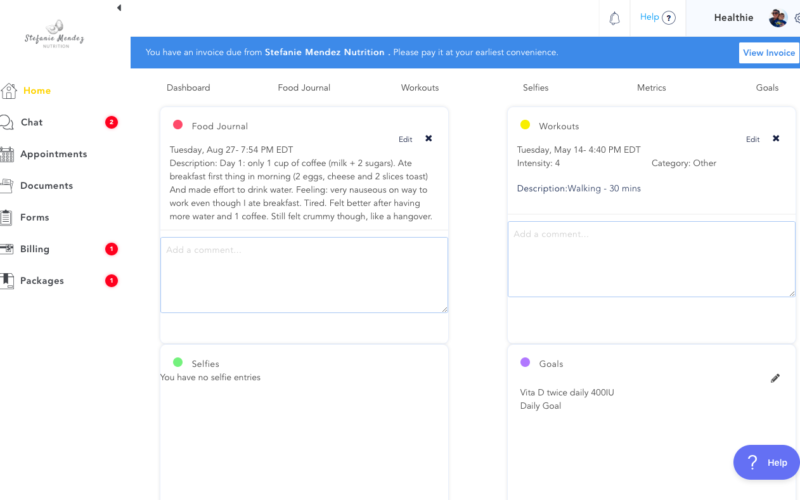 Stefanie Mendez
NUTRITION
Help ?
Healthie
You have an invoice due from Stefanie Mendez Nutrition . Please pay it at your earliest convenience.
View Invoice
Home
Chat 2
Appointments
Documents
Forms
Billing 1
Packages 1
Dashboard Food Journal Workouts Selfies Metrics Goals
Food Journal
Edit ✖
Tuesday, Aug 27- 7:54 PM EDT
Description: Day 1: only 1 cup of coffee (milk + 2 sugars). Ate
breakfast first thing in morning (2 eggs, cheese and 2 slices toast)
And made effort to drink water. Feeling: very nauseous on way to
work even though I ate breakfast. Tired. Felt better after having
more water and 1 coffee. Still felt crummy though, like a hangover.
Add a comment...
Workouts
Edit ✖
Tuesday, May 14- 4:40 PM EDT
Intensity: 4 Category: Other
Description:Walking - 30 mins
Add a comment...
Selfies
You have no selfie entries
Goals
Vita D twice daily 400IU
Daily Goal
? Help